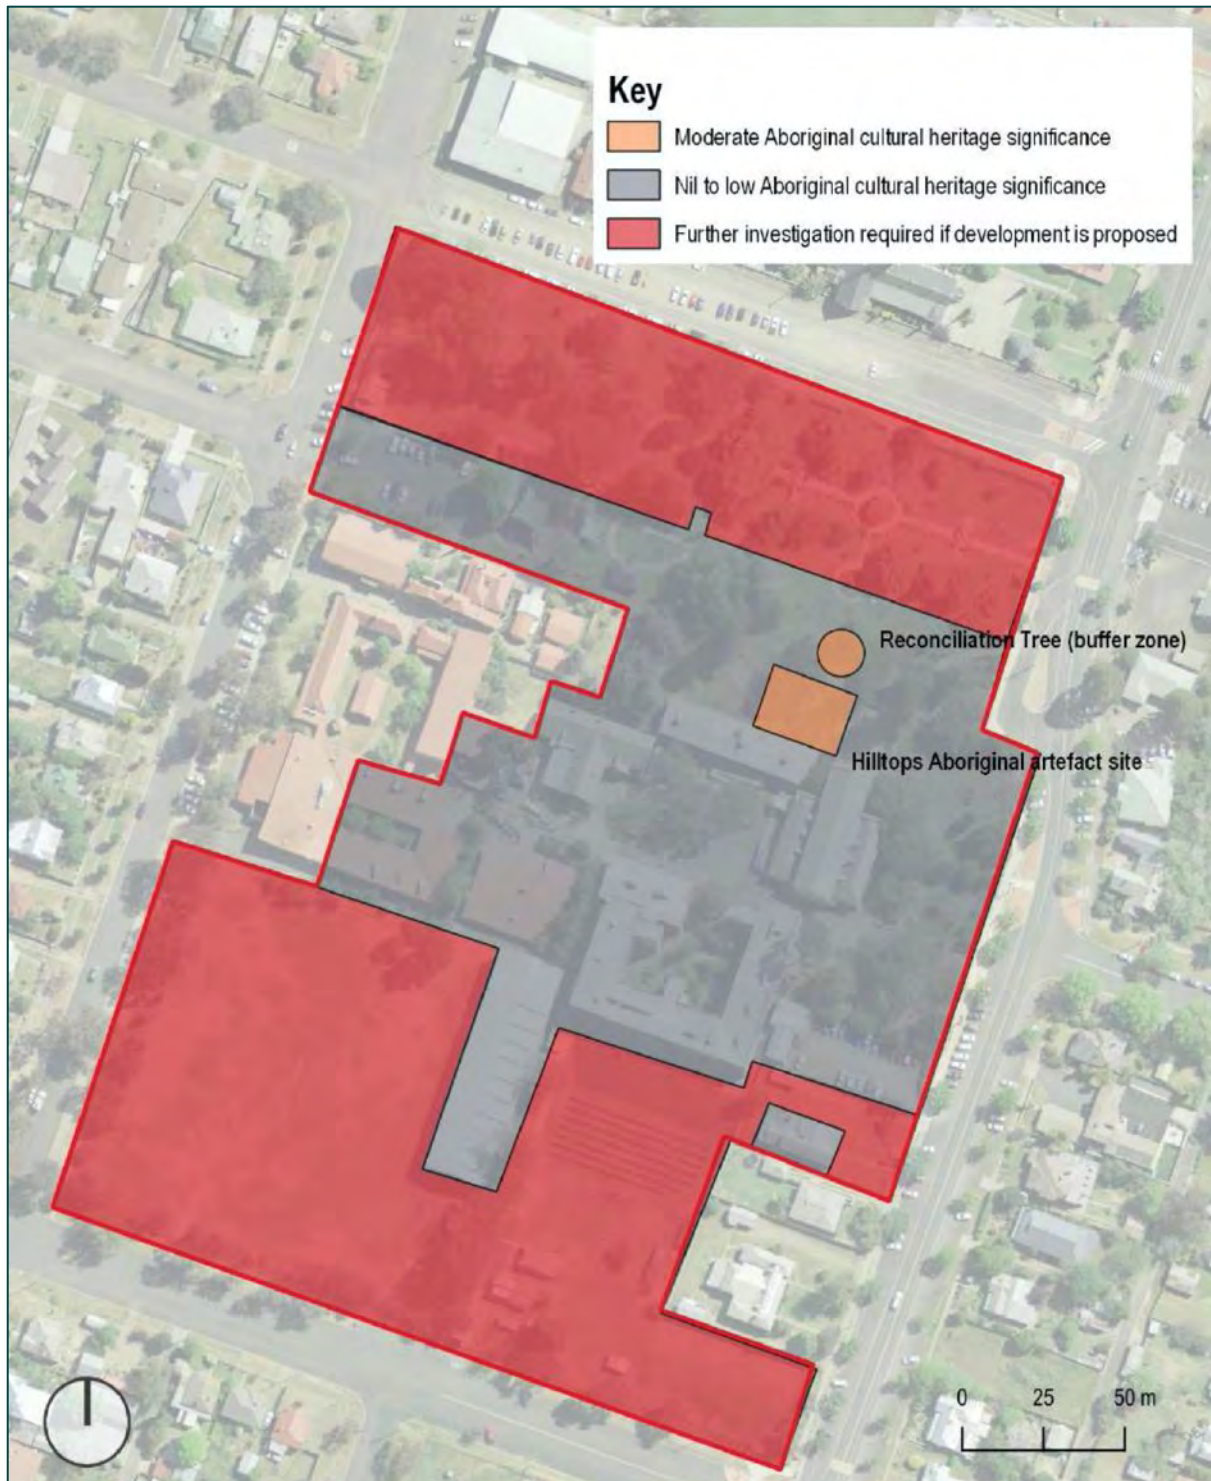 Key
Moderate Aboriginal cultural heritage significance
Nil to low Aboriginal cultural heritage significance
Further investigation required if development is proposed
Reconciliation Tree (buffer zone)
Hilltops Aboriginal artefact site
0 25 50 m